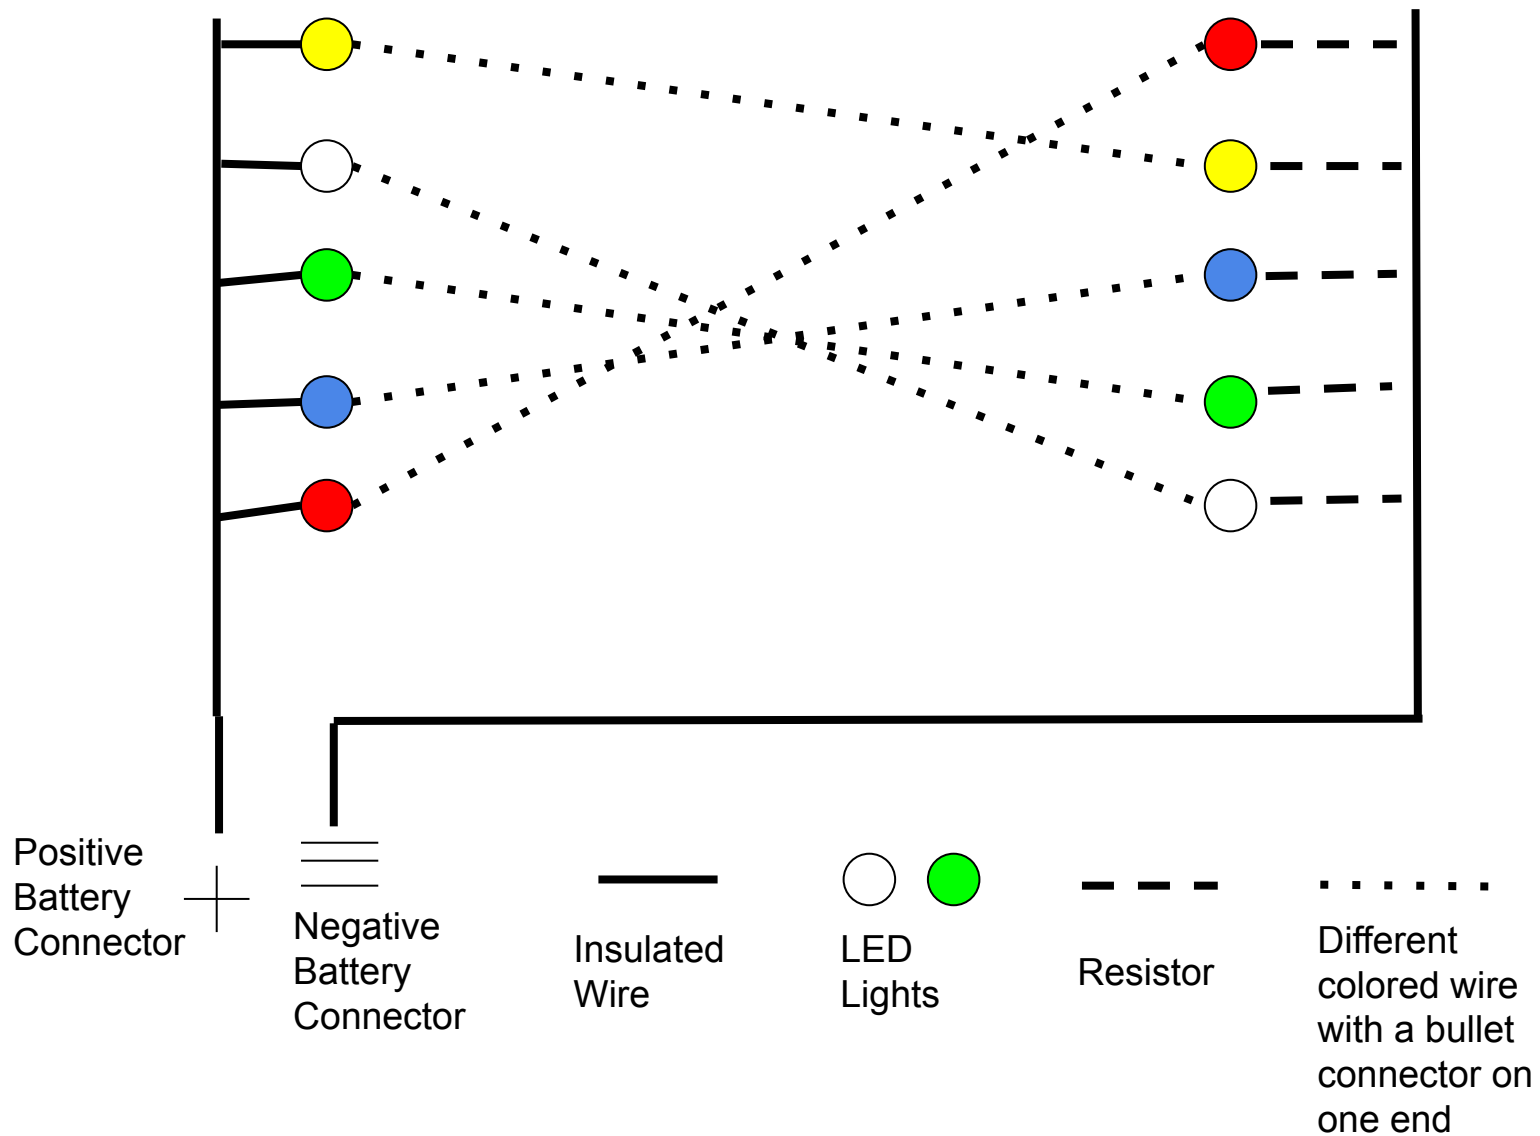 Positive
Battery
Connector
Negative
Battery
Connector
Insulated
Wire
LED
Lights
Resistor
Different
colored wire
with a bullet
connector on
one end